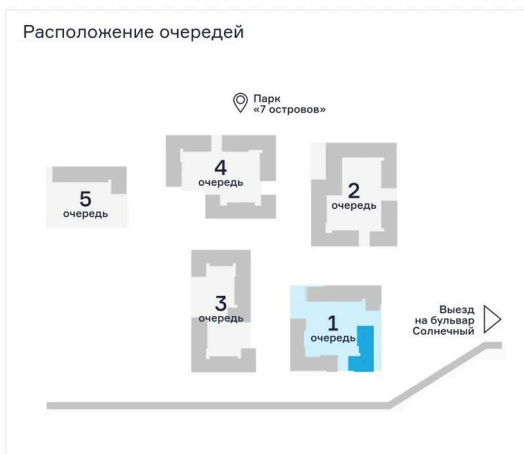 Расположение очередей
Парк
«7 островов»
4
очередь
2
очередь
5
очередь
3
очередь
1
очередь
Выезд
на бульвар
Солнечный